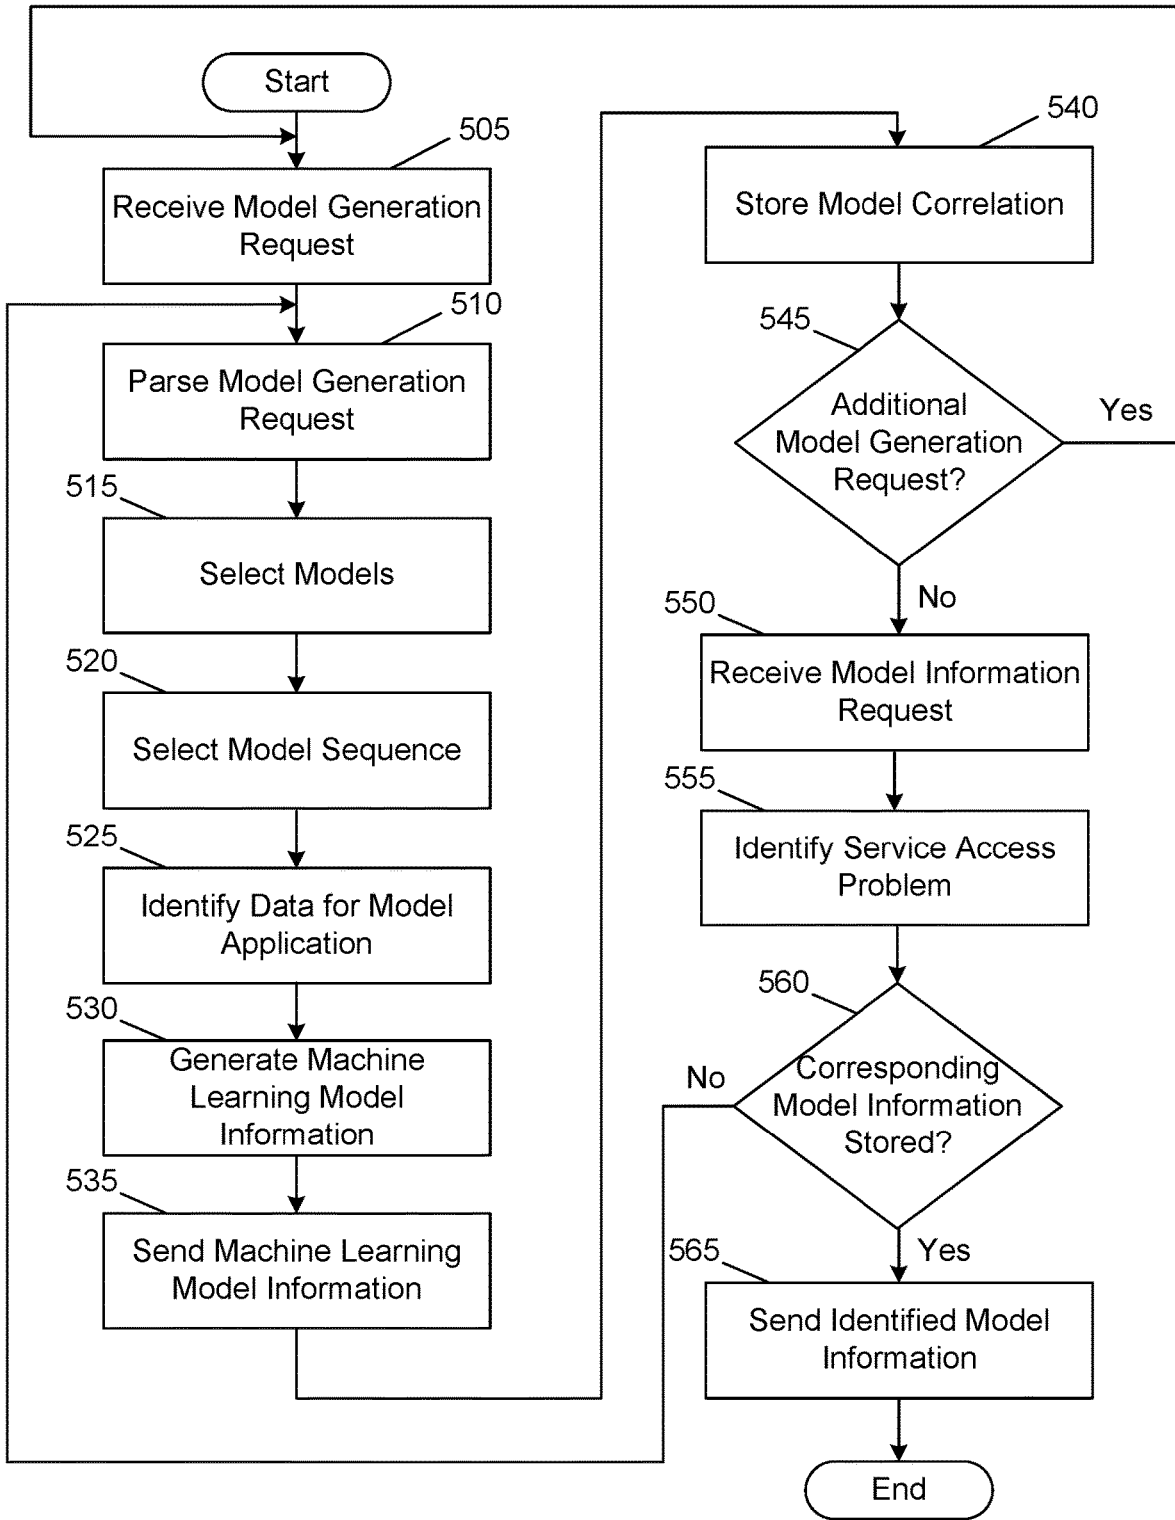 Start
505
Receive Model Generation
Request
510
Parse Model Generation
Request
515
Select Models
520
Select Model Sequence
525
Identify Data for Model
Application
530
Generate Machine
Learning Model
Information
535
Send Machine Learning
Model Information
540
Store Model Correlation
545
Additional
Model Generation
Request?
Yes
No
550
Receive Model Information
Request
555
Identify Service Access
Problem
560
Corresponding
Model Information
Stored?
No
Yes
565
Send Identified Model
Information
End